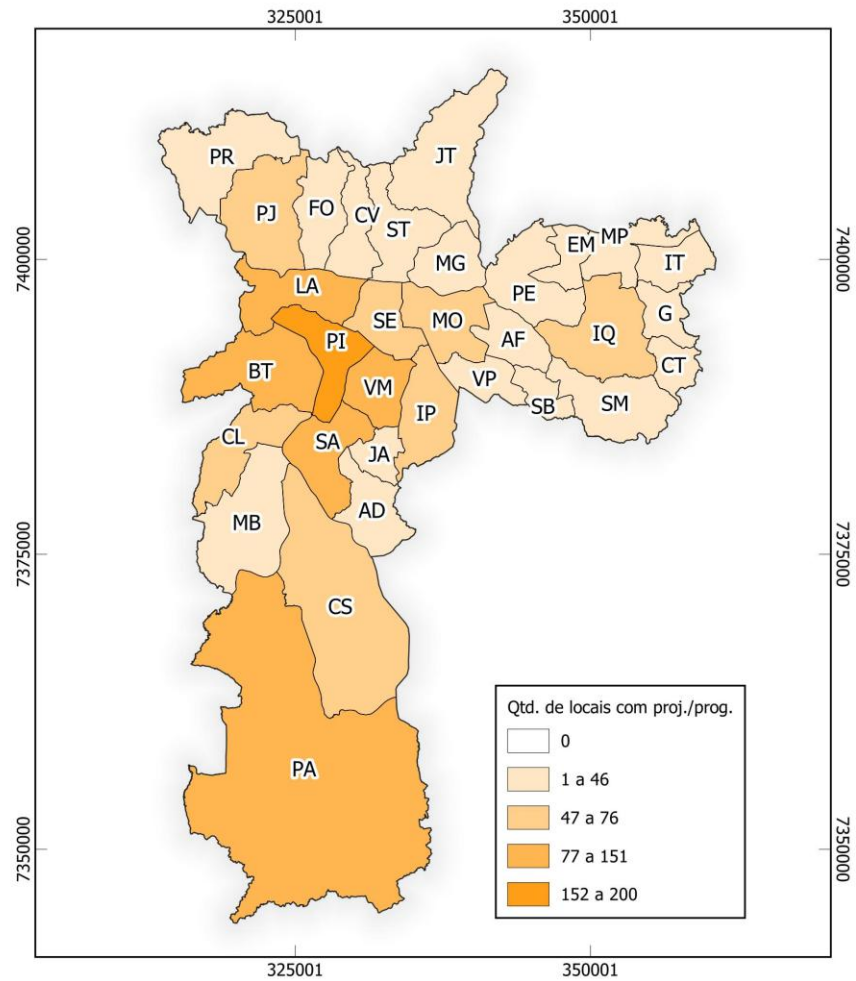 325001 350001
JT
PR
PJ FO CV ST
EM MP
7400000 MG IT 7400000
LA PE
SE MO G
PI AF IQ
BT VM VP CT
CL SA IP SB SM
JA
MB AD
7375000 7375000
CS
Qtd. de locais com proj./prog.
0
1 a 46
PA
47 a 76
7350000 77 a 151 7350000
152 a 200
325001 350001